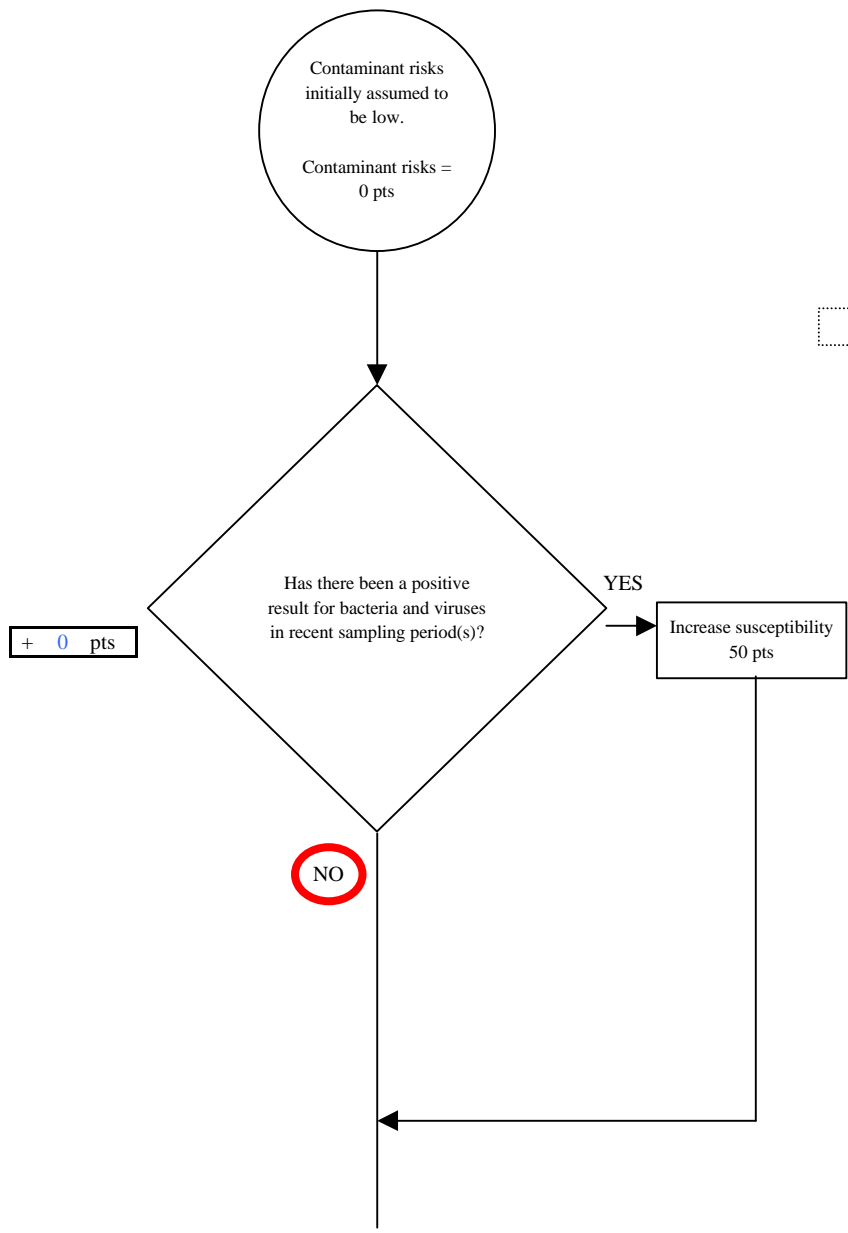 Contaminant risks
initially assumed to
be low.
Contaminant risks =
0 pts
Has there been a positive
result for bacteria and viruses
in recent sampling period(s)?
YES
+ 0 pts
Increase susceptibility
50 pts
NO